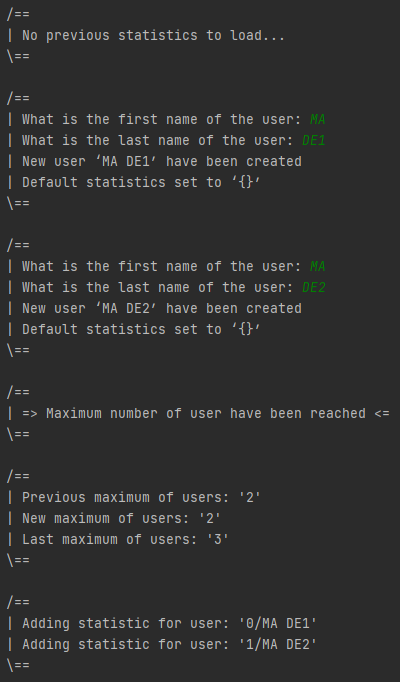 /==
| No previous statistics to load...
\==
/==
| What is the first name of the user: MA
| What is the last name of the user: DE1
| New user ‘MA DE1’ have been created
| Default statistics set to ‘{}’
\==
/==
| What is the first name of the user: MA
| What is the last name of the user: DE2
| New user ‘MA DE2’ have been created
| Default statistics set to ‘{}’
\==
/==
| => Maximum number of user have been reached <=
\==
/==
| Previous maximum of users: '2'
| New maximum of users: '2'
| Last maximum of users: '3'
\==
/==
| Adding statistic for user: '0/MA DE1'
| Adding statistic for user: '1/MA DE2'
\==